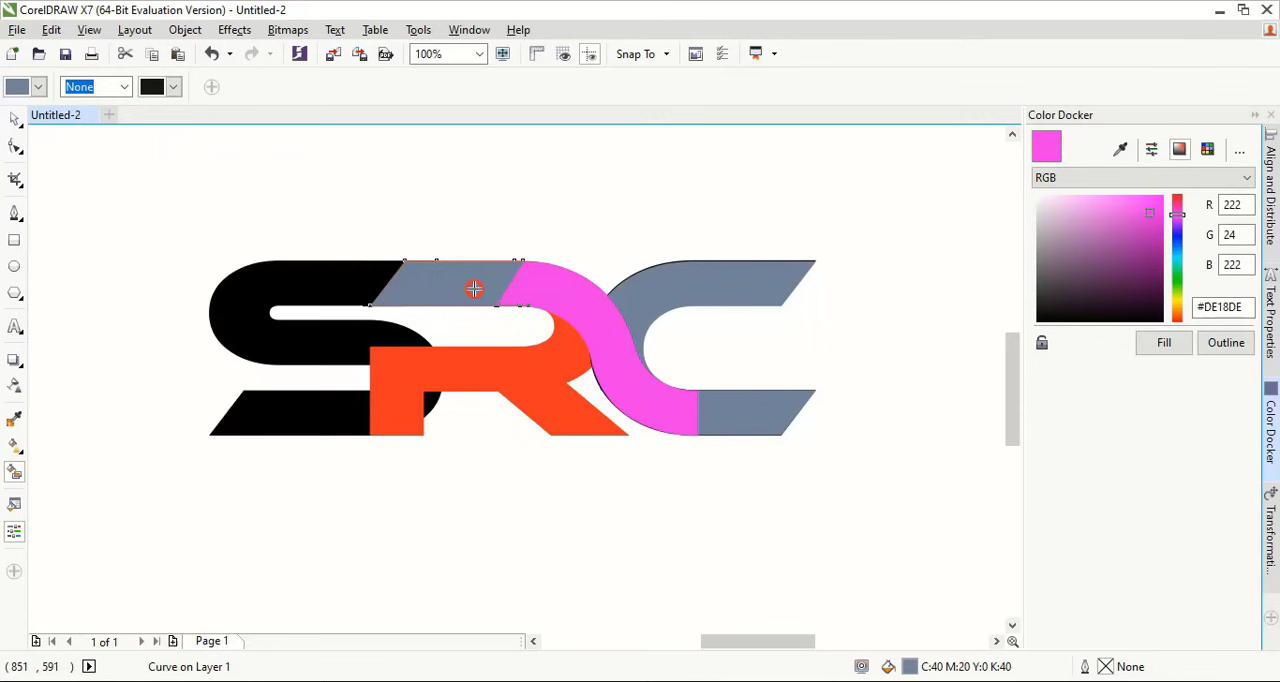 CorelDRAW X7 (64-Bit Evaluation Version) - Untitled-2
File Edit View Layout Object Effects Bitmaps Text Table Tools Window Help
100% Snap To
None
Untitled-2
Color Docker
RGB
R 222
G 24
B 222
#DE18DE
Fill Outline
SRC
Align and Distribute
Text Properties
Color Docker
Transformati...
1 of 1 Page 1
(851 , 591 ) Curve on Layer 1 C:40 M:20 Y:0 K:40 None